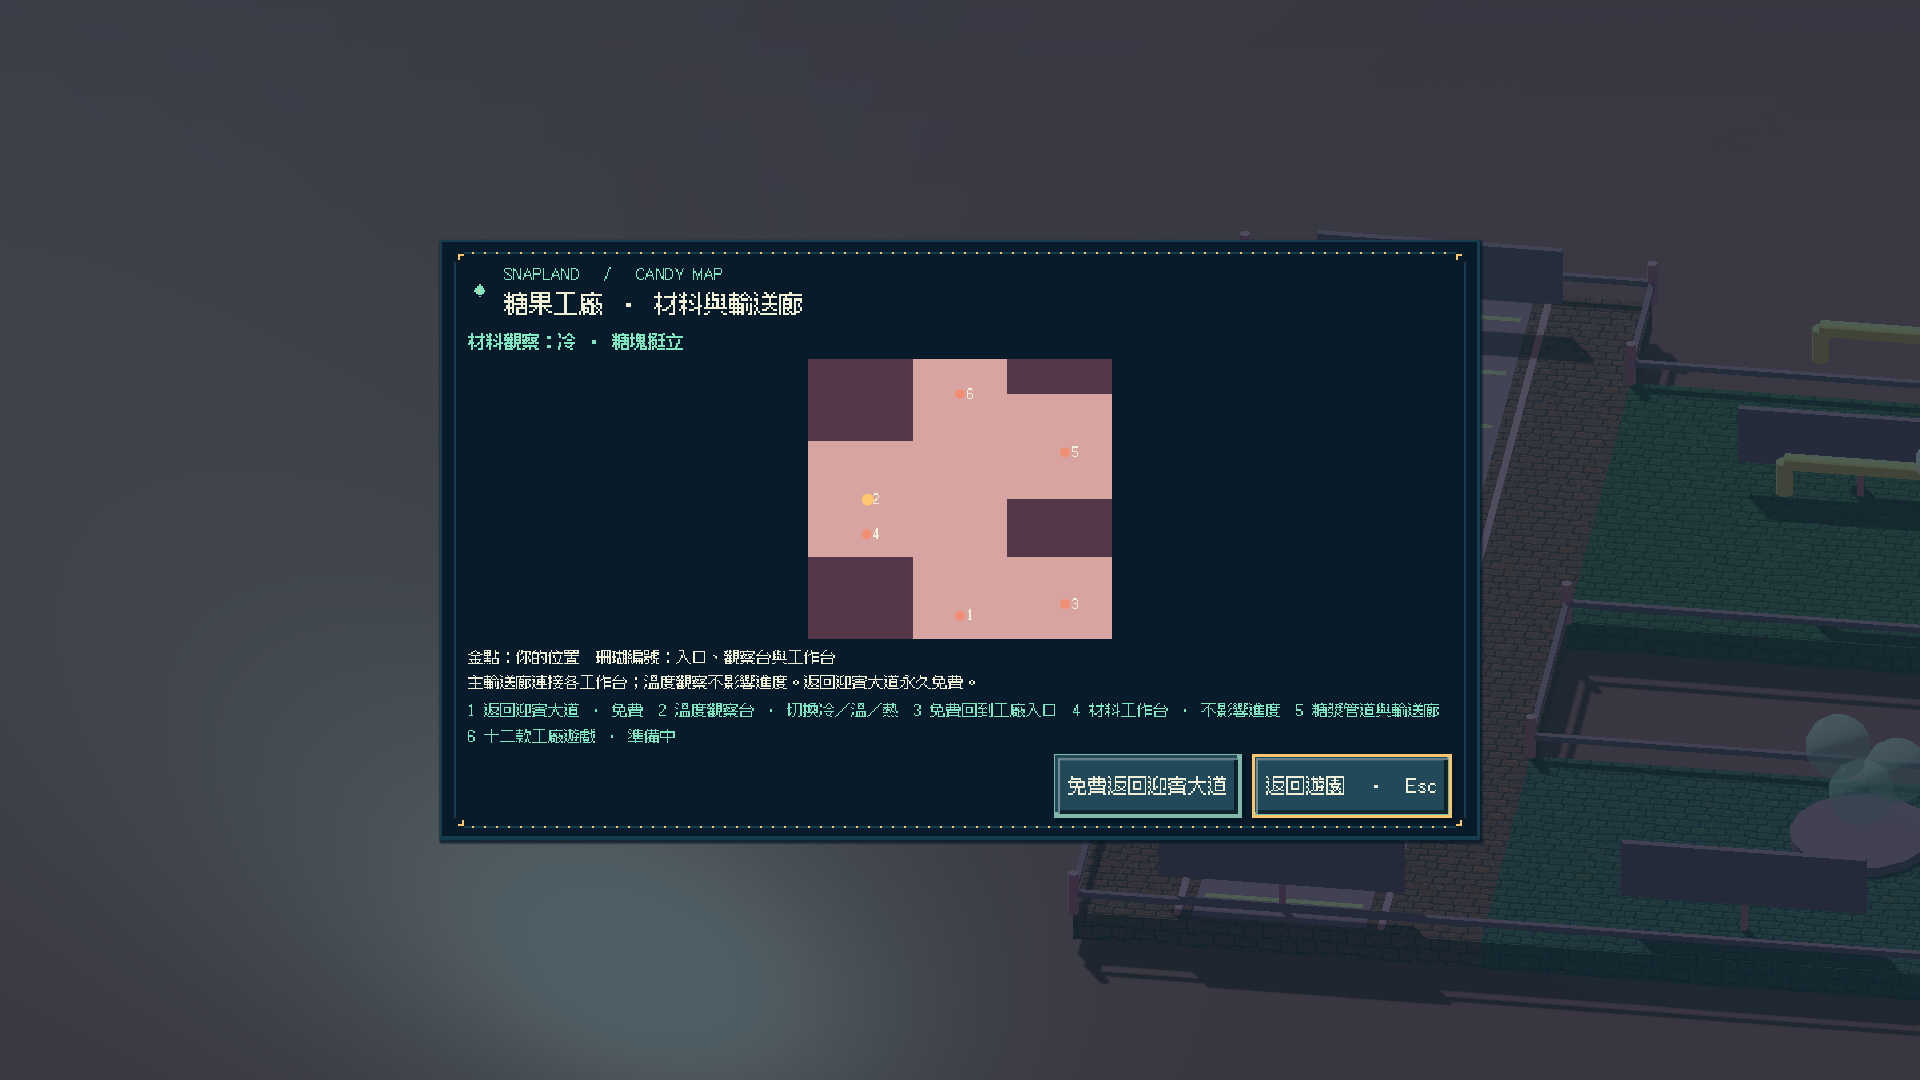 SNAPLAND / CANDY MAP
糖果工廠 · 材料與輸送廊
材料觀察：冷 · 糖塊挺立
6
5
2
4
3
1
金點：你的位置 珊瑚編號：入口、觀察台與工作台
主輸送廊連接各工作台；溫度觀察不影響進度。返回迎賓大道永久免費。
1 返回迎賓大道 · 免費 2 溫度觀察台 · 切換冷／溫／熱 3 免費回到工廠入口 4 材料工作台 · 不影響進度 5 糖漿管道與輸送廊
6 十二款工廠遊戲 · 準備中
免費返回迎賓大道
返回遊園 · Esc